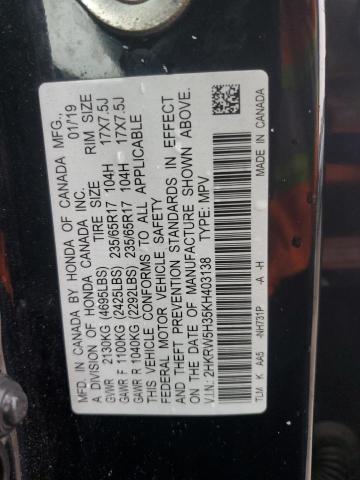 MFD. IN CANADA BY HONDA OF CANADA MFG.,
A DIVISION OF HONDA CANADA INC. 01/19
TIRE SIZE RIM SIZE
GVWR 2130KG (4695LBS)
GAWR F 1100KG (2425LBS) 235/65R17 104H 17X7.5J
GAWR R 1040KG (2292LBS) 235/65R17 104H 17X7.5J
THIS VEHICLE CONFORMS TO ALL APPLICABLE
FEDERAL MOTOR VEHICLE SAFETY
AND THEFT PREVENTION STANDARDS IN EFFECT
ON THE DATE OF MANUFACTURE SHOWN ABOVE.
V.I.N.: 2HKRW5H35KH403138 TYPE: MPV
TLM K AA5 -NH731P -A -H
MADE IN CANADA